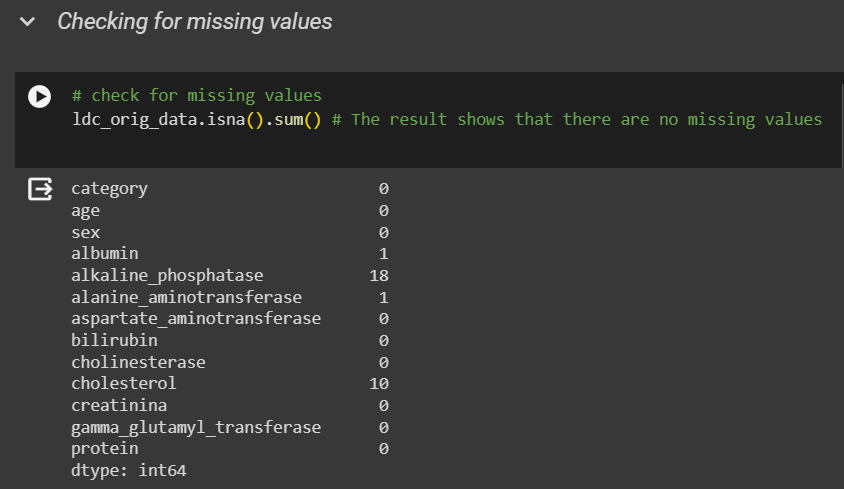 Checking for missing values
# check for missing values
ldc_orig_data.isna().sum() # The result shows that there are no missing values
category 0
age 0
sex 0
albumin 1
alkaline_phosphatase 18
alanine_aminotransferase 1
aspartate_aminotransferase 0
bilirubin 0
cholinesterase 0
cholesterol 10
creatinina 0
gamma_glutamyl_transferase 0
protein 0
dtype: int64